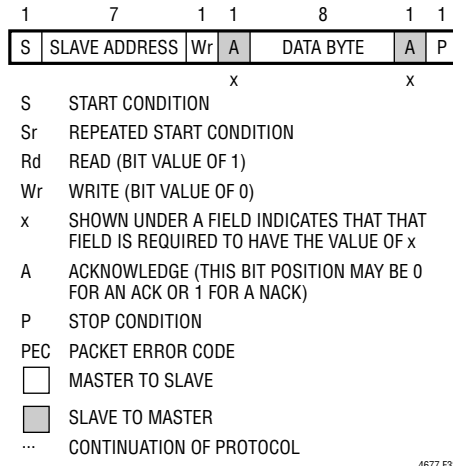 1 7 1 1 8 1 1
S SLAVE ADDRESS Wr A DATA BYTE A P
x x
S START CONDITION
Sr REPEATED START CONDITION
Rd READ (BIT VALUE OF 1)
Wr WRITE (BIT VALUE OF 0)
x SHOWN UNDER A FIELD INDICATES THAT THAT
FIELD IS REQUIRED TO HAVE THE VALUE OF x
A ACKNOWLEDGE (THIS BIT POSITION MAY BE 0
FOR AN ACK OR 1 FOR A NACK)
P STOP CONDITION
PEC PACKET ERROR CODE
MASTER TO SLAVE
SLAVE TO MASTER
... CONTINUATION OF PROTOCOL
4677